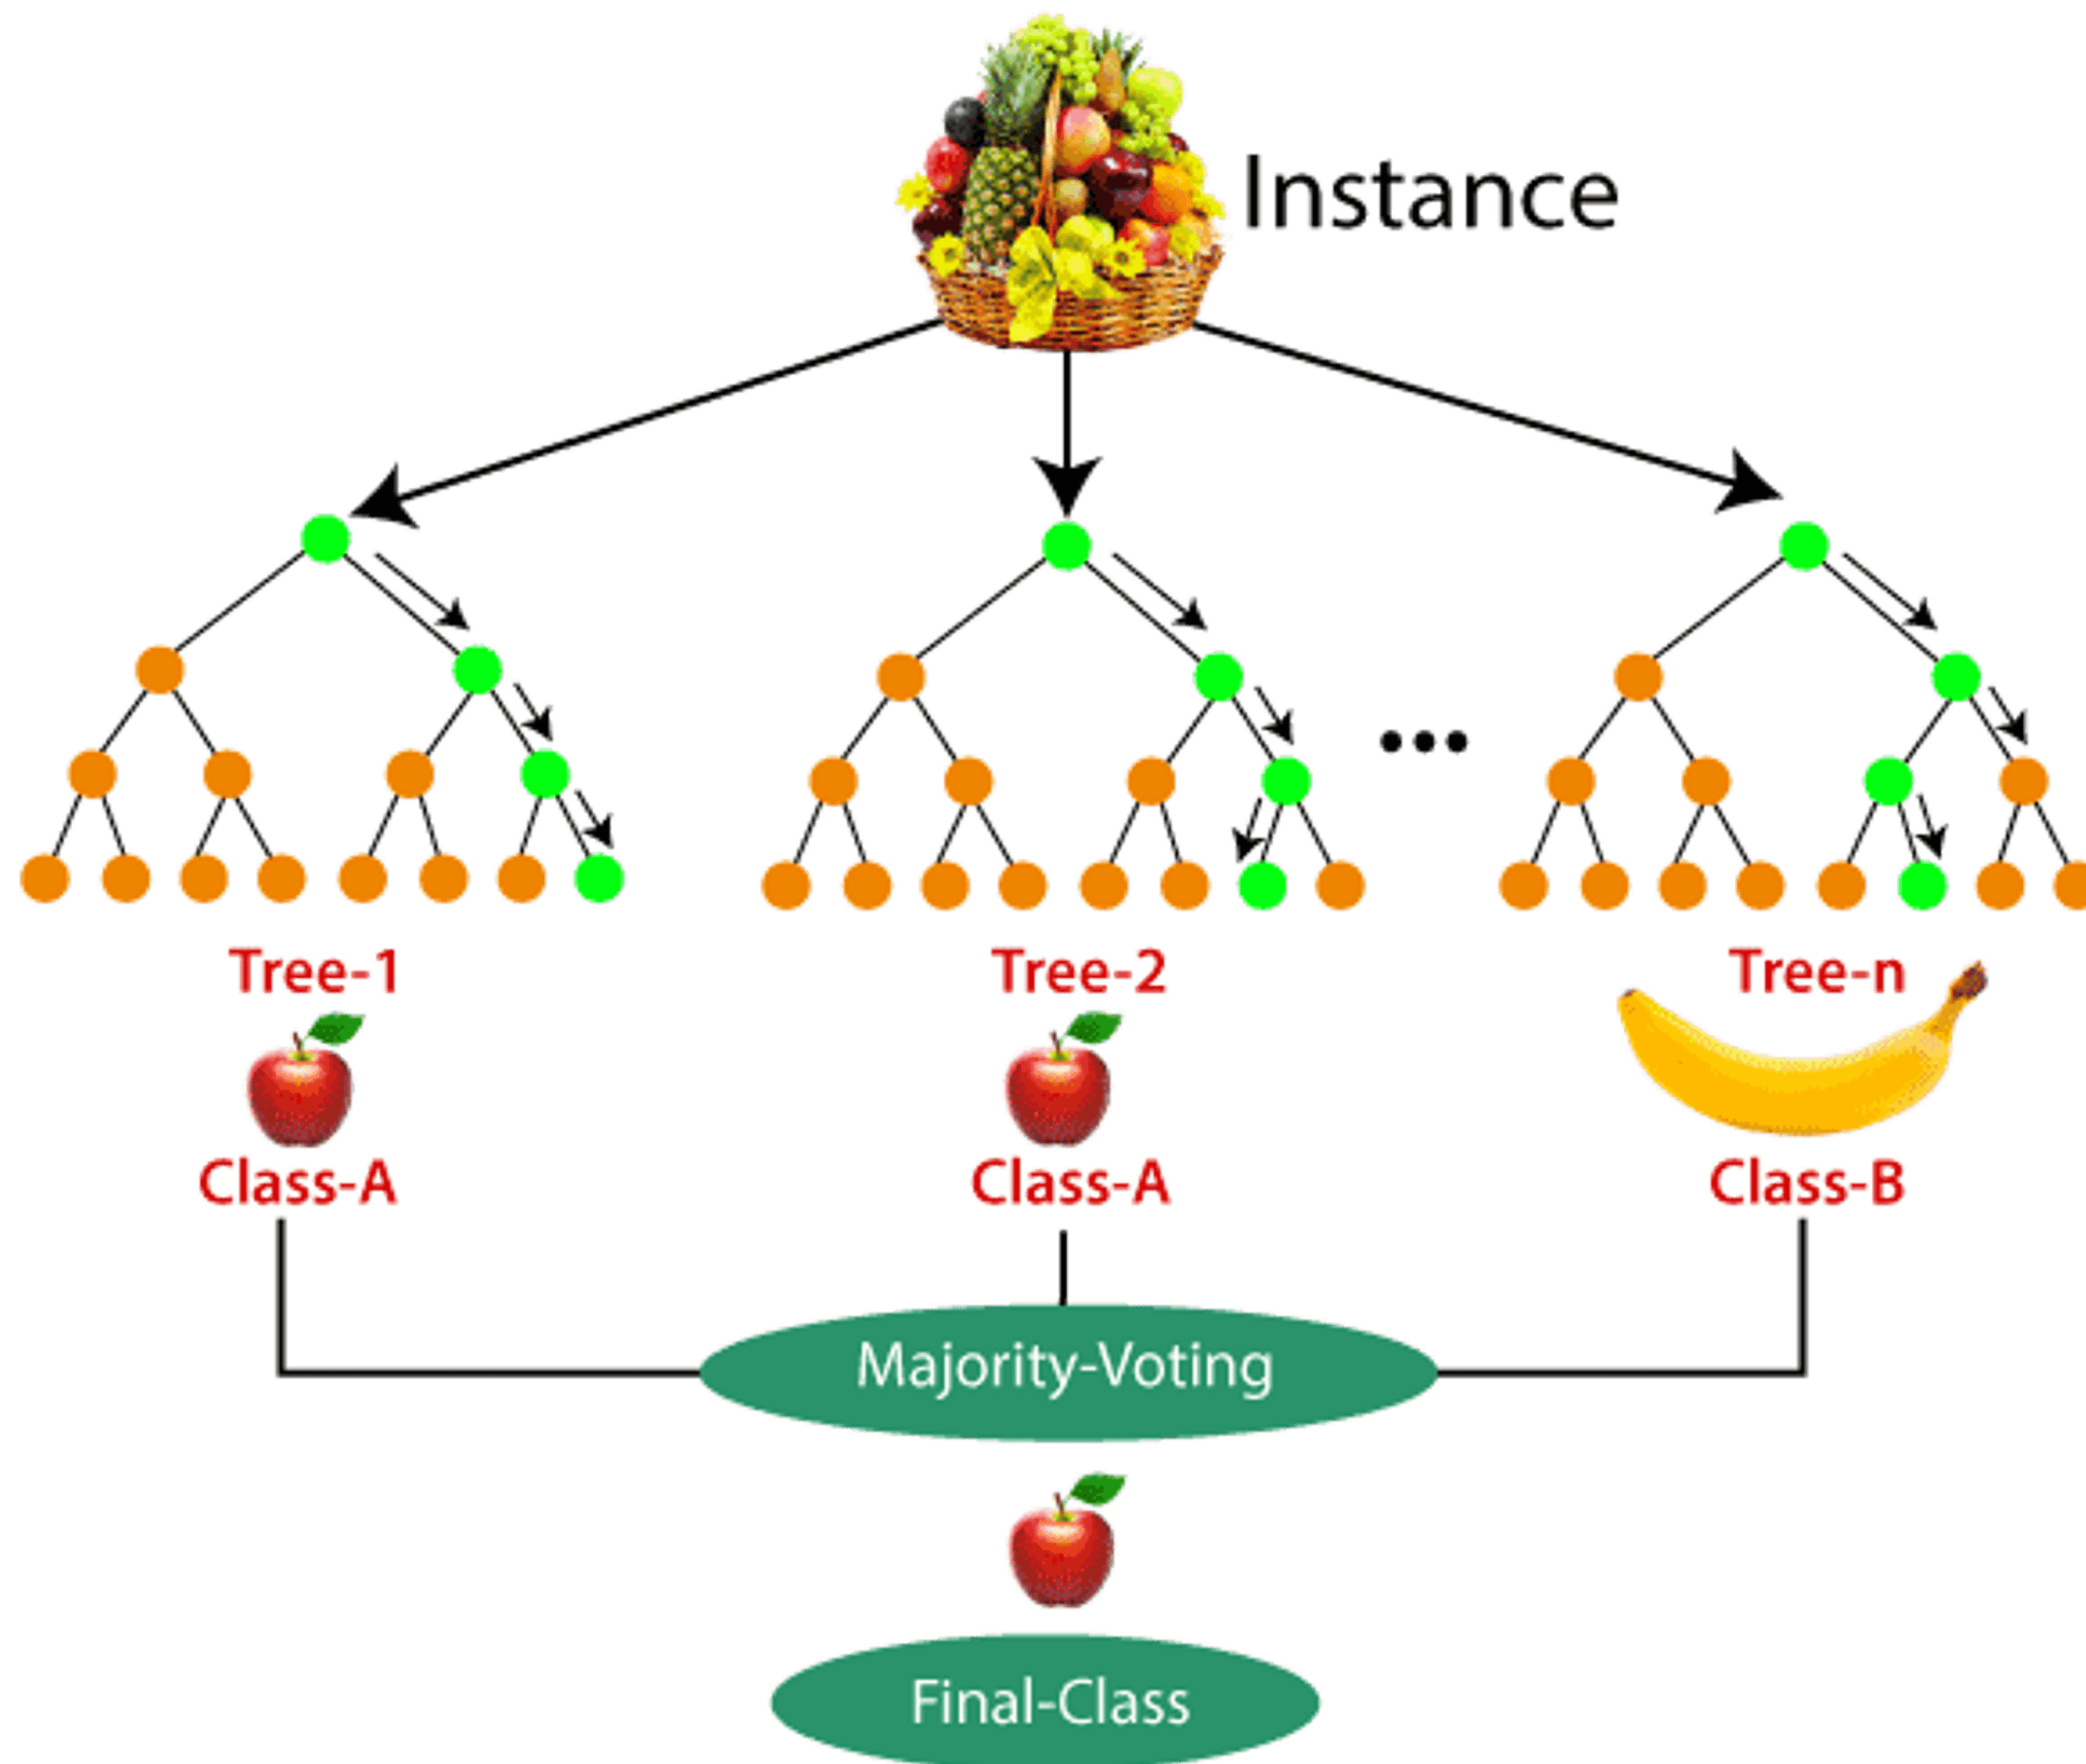 Instance
Tree-1
Tree-2
Tree-n
Class-A
Class-A
Class-B
Majority-Voting
Final-Class